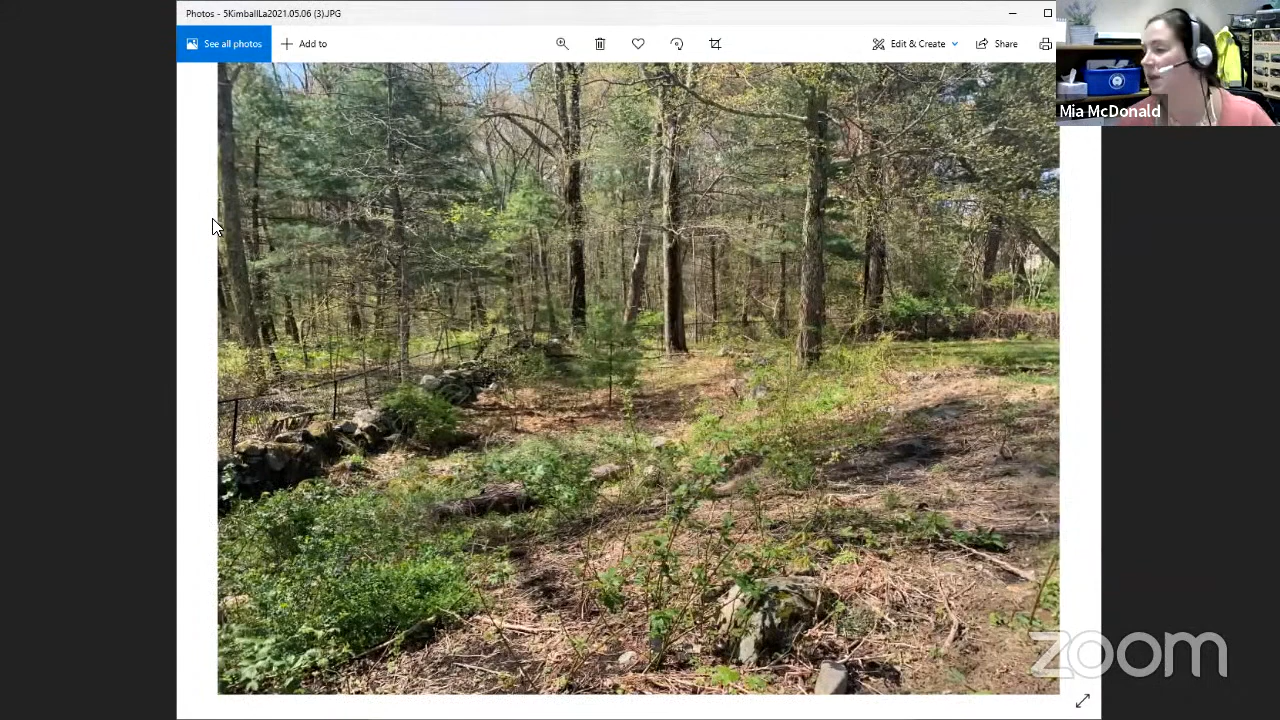 Photos - 5KimballLa2021.05.06 (3).JPG
See all photos
Add to
Edit & Create
Share
Mia McDonald
zoom